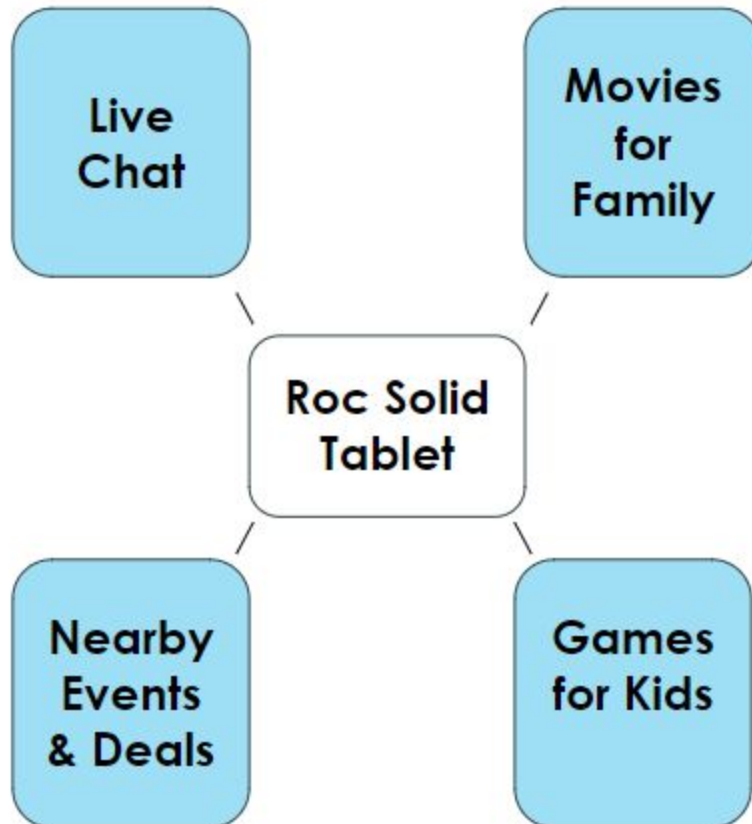 Live
Chat
Movies
for
Family
Roc Solid
Tablet
Nearby
Events
& Deals
Games
for Kids